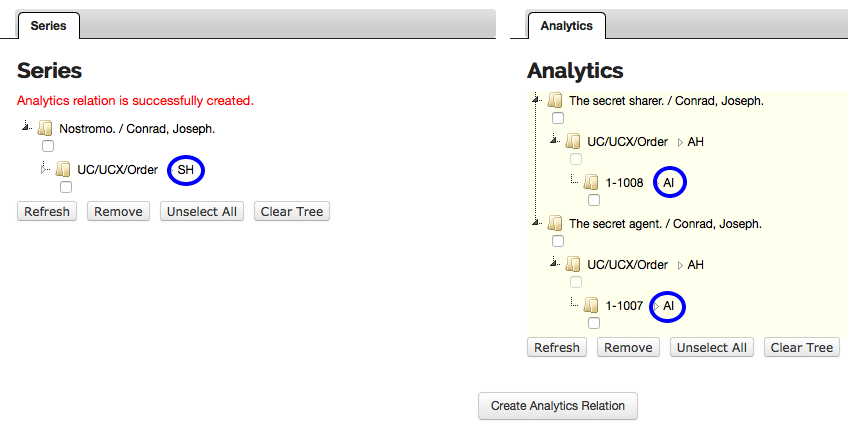 Series
Series
Analytics relation is successfully created.
Nostromo. / Conrad, Joseph.
UC/UCX/Order SH
Refresh Remove Unselect All Clear Tree
Analytics
Analytics
The secret sharer. / Conrad, Joseph.
UC/UCX/Order AH
1-1008 AI
The secret agent. / Conrad, Joseph.
UC/UCX/Order AH
1-1007 AI
Refresh Remove Unselect All Clear Tree
Create Analytics Relation